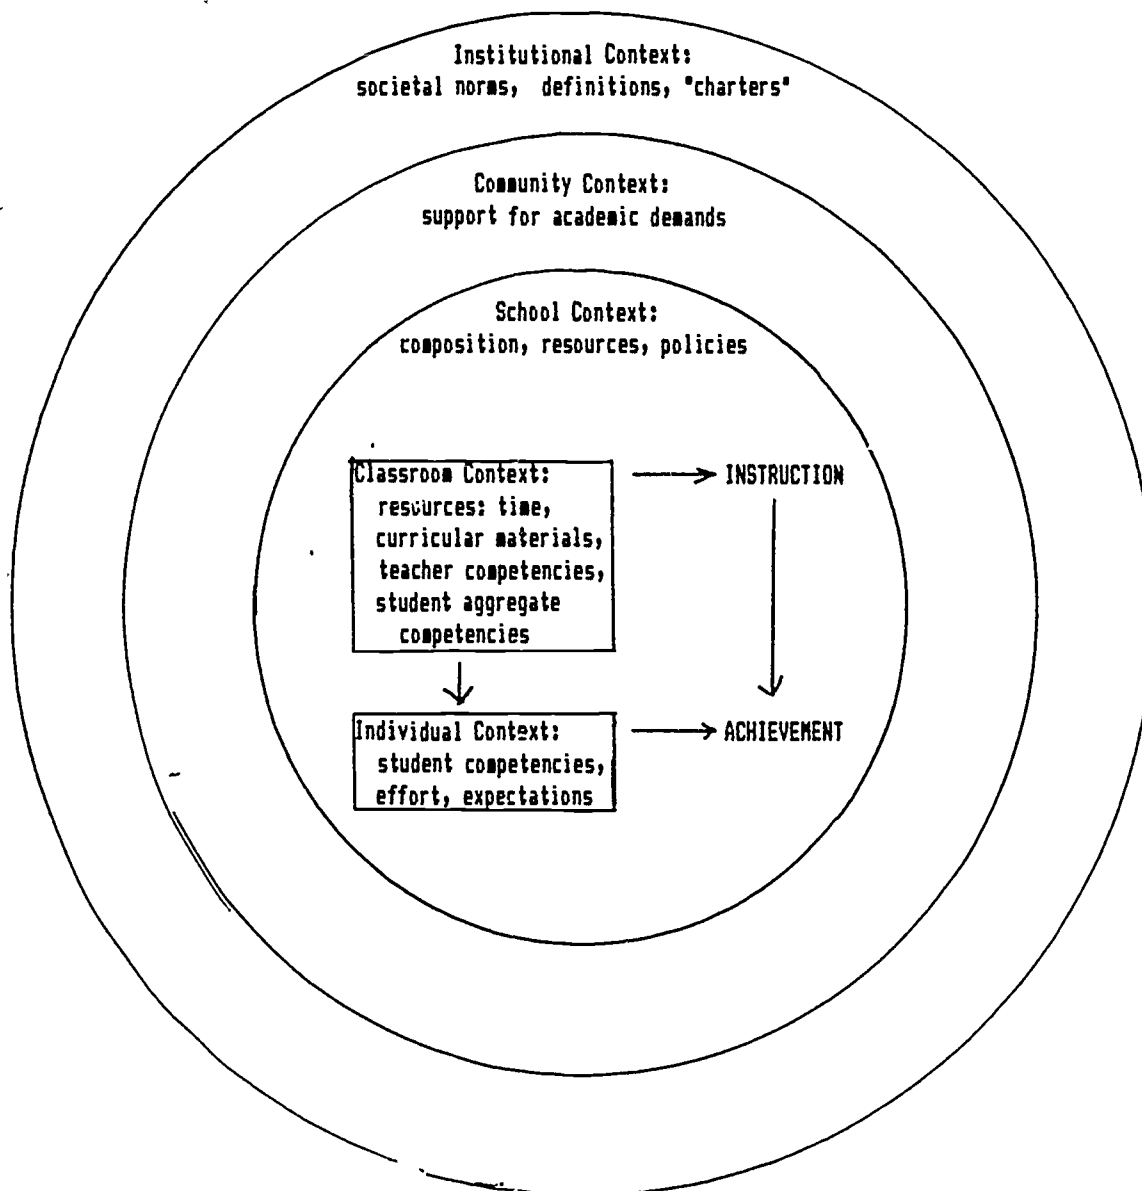 Institutional Context:
societal norms, definitions, "charters"
Community Context:
support for academic demands
School Context:
composition, resources, policies
Classroom Context:
resources: time,
curricular materials,
teacher competencies,
student aggregate
competencies
INSTRUCTION
Individual Context:
student competencies,
effort, expectations
ACHIEVEMENT